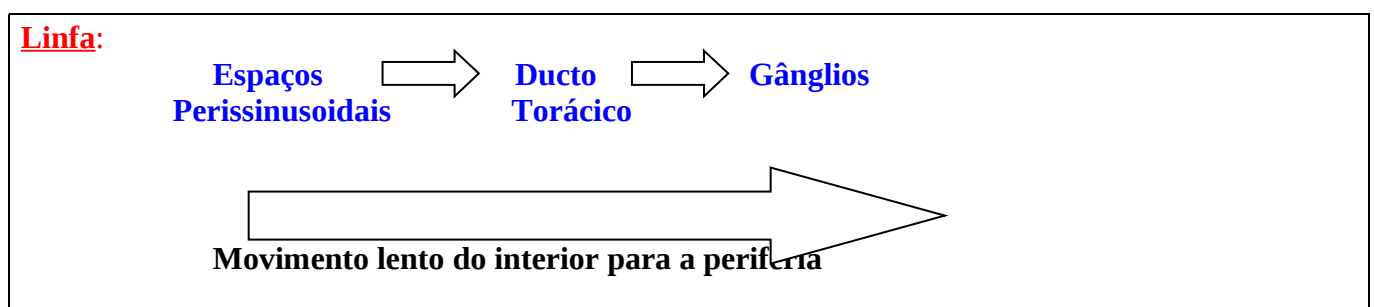 Linfa:
Espaços Ducto Gânglios
Perissinusoidais Torácico
Movimento lento do interior para a periferia